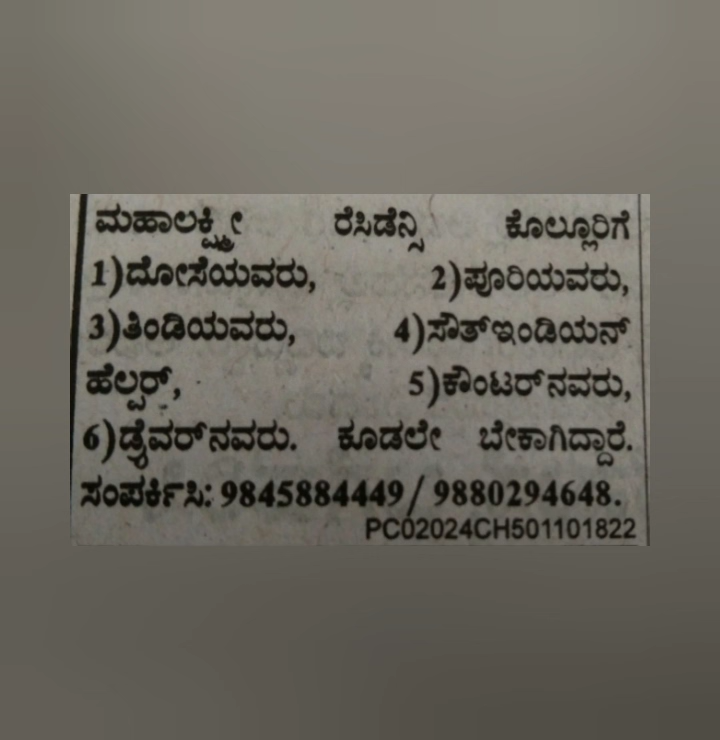 ಮಹಾಲಕ್ಷ್ಮೀ ರೆಸಿಡೆನ್ಸಿ ಕೊಲ್ಲೂರಿಗೆ
1)ದೋಸೆಯವರು, 2)ಪೂರಿಯವರು,
3)ತಿಂಡಿಯವರು, 4)ಸೌತ್‌ಇಂಡಿಯನ್
ಹೆಲ್ಪರ್, 5)ಕೌಂಟರ್‌ನವರು,
6)ಡ್ರೈವರ್‌ನವರು. ಕೂಡಲೇ ಬೇಕಾಗಿದ್ದಾರೆ.
ಸಂಪರ್ಕಿಸಿ: 9845884449 / 9880294648.
PC02024CH501101822